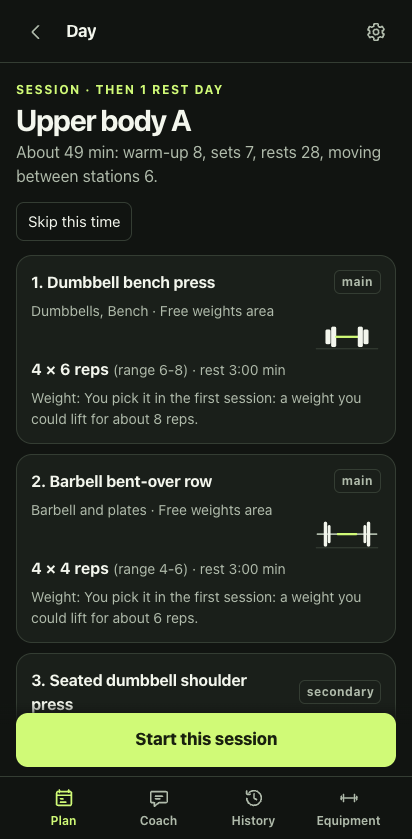 Day
SESSION · THEN 1 REST DAY
Upper body A
About 49 min: warm-up 8, sets 7, rests 28, moving
between stations 6.
Skip this time
1. Dumbbell bench press
main
Dumbbells, Bench · Free weights area
4 × 6 reps (range 6-8) · rest 3:00 min
Weight: You pick it in the first session: a weight you
could lift for about 8 reps.
2. Barbell bent-over row
main
Barbell and plates · Free weights area
4 × 4 reps (range 4-6) · rest 3:00 min
Weight: You pick it in the first session: a weight you
could lift for about 6 reps.
3. Seated dumbbell shoulder
press
secondary
Start this session
Plan
Coach
History
Equipment